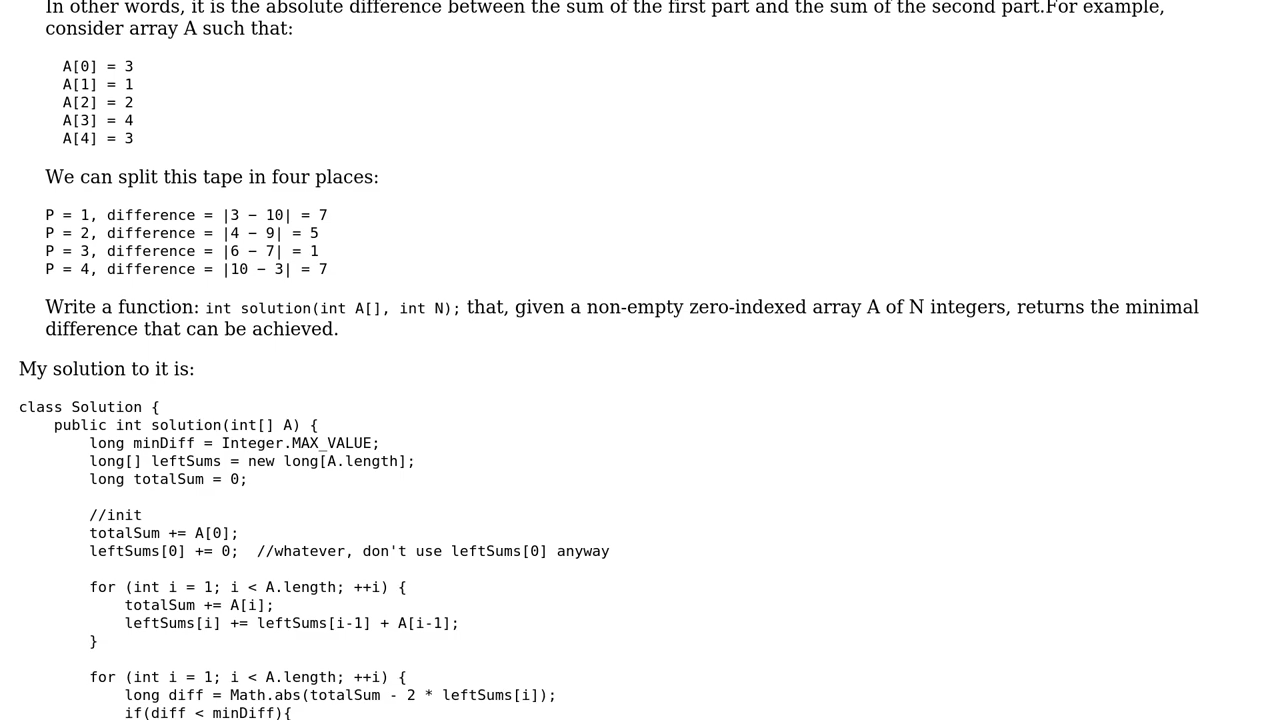 In other words, it is the absolute difference between the sum of the first part and the sum of the second part.For example,
consider array A such that:
A[0] = 3
A[1] = 1
A[2] = 2
A[3] = 4
A[4] = 3
We can split this tape in four places:
P = 1, difference = |3 − 10| = 7
P = 2, difference = |4 − 9| = 5
P = 3, difference = |6 − 7| = 1
P = 4, difference = |10 − 3| = 7
Write a function: int solution(int A[], int N); that, given a non-empty zero-indexed array A of N integers, returns the minimal
difference that can be achieved.
My solution to it is:
class Solution {
    public int solution(int[] A) {
        long minDiff = Integer.MAX_VALUE;
        long[] leftSums = new long[A.length];
        long totalSum = 0;
        //init
        totalSum += A[0];
        leftSums[0] += 0;  //whatever, don't use leftSums[0] anyway
        for (int i = 1; i < A.length; ++i) {
            totalSum += A[i];
            leftSums[i] += leftSums[i-1] + A[i-1];
        }
        for (int i = 1; i < A.length; ++i) {
            long diff = Math.abs(totalSum - 2 * leftSums[i]);
            if(diff < minDiff){